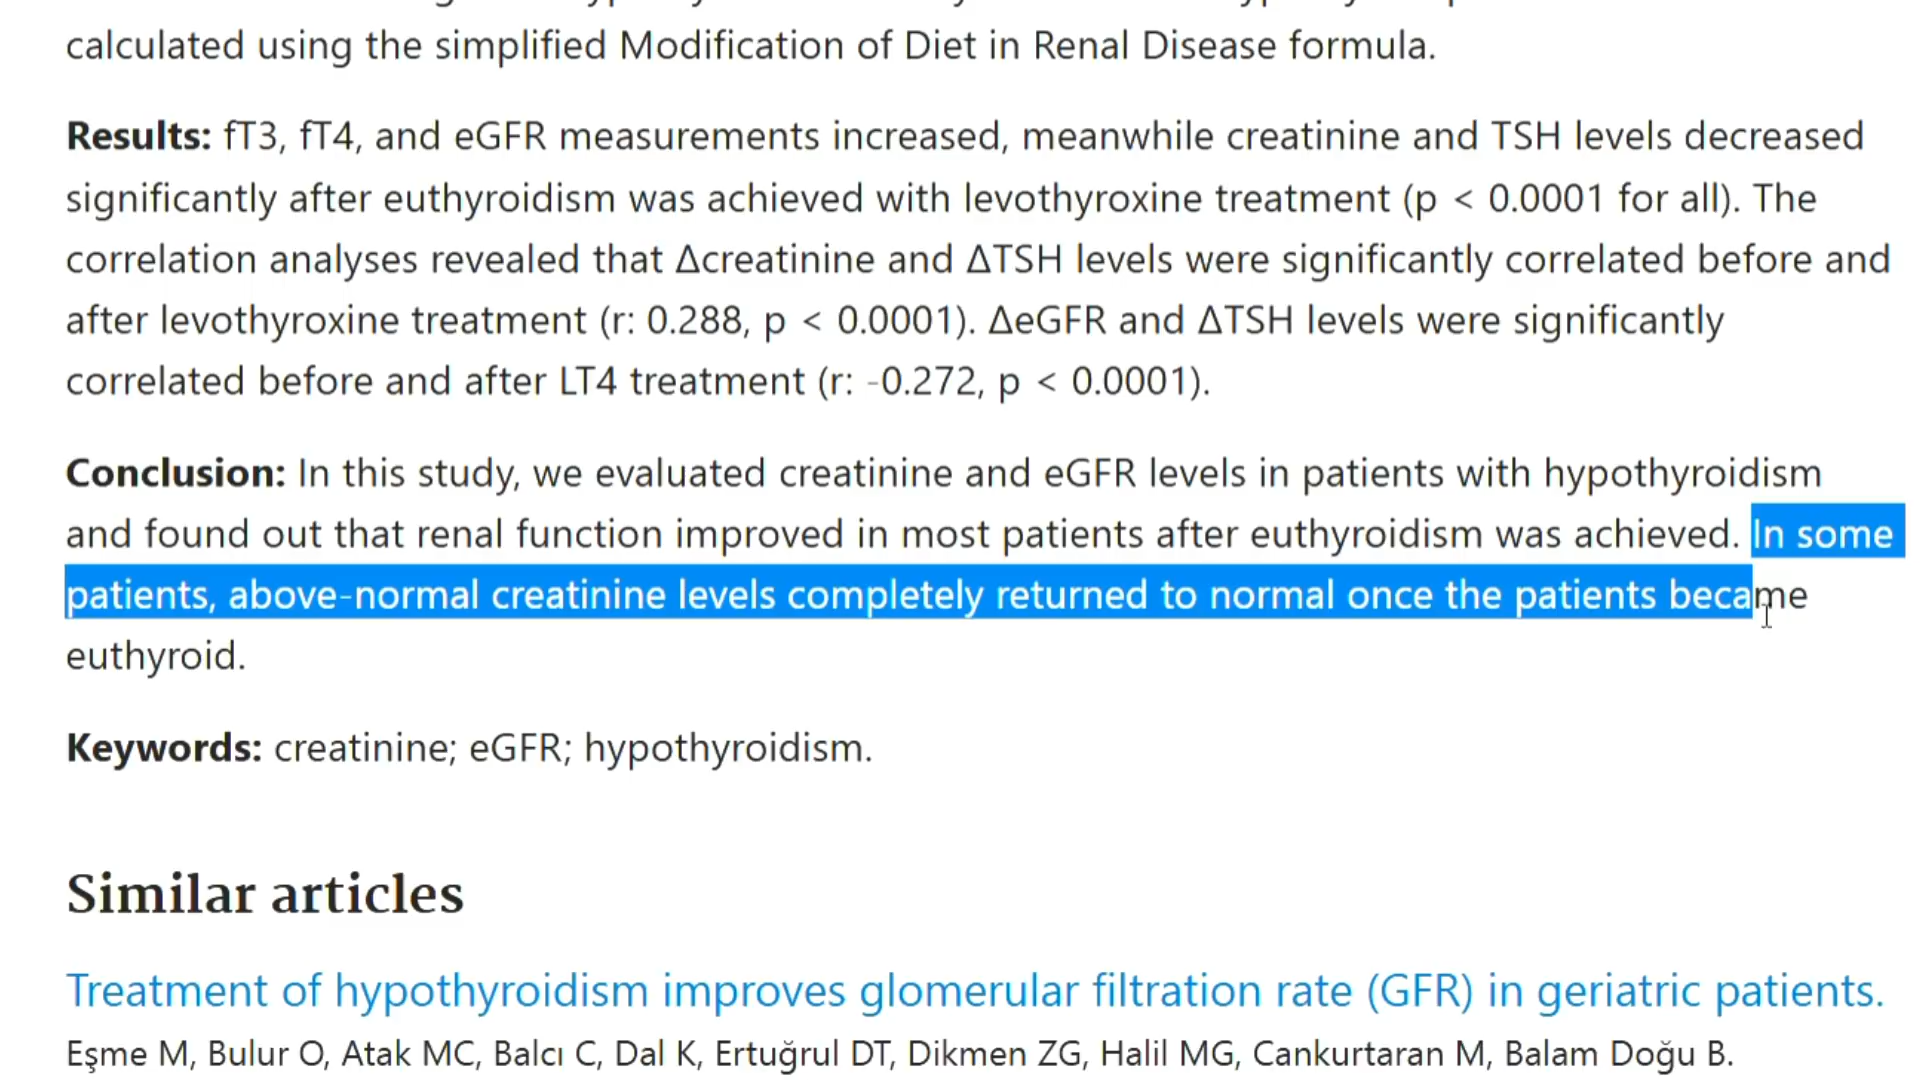 calculated using the simplified Modification of Diet in Renal Disease formula.
Results: fT3, fT4, and eGFR measurements increased, meanwhile creatinine and TSH levels decreased
significantly after euthyroidism was achieved with levothyroxine treatment (p < 0.0001 for all). The
correlation analyses revealed that Δcreatinine and ΔTSH levels were significantly correlated before and
after levothyroxine treatment (r: 0.288, p < 0.0001). ΔeGFR and ΔTSH levels were significantly
correlated before and after LT4 treatment (r: -0.272, p < 0.0001).
Conclusion: In this study, we evaluated creatinine and eGFR levels in patients with hypothyroidism
and found out that renal function improved in most patients after euthyroidism was achieved. In some
patients, above-normal creatinine levels completely returned to normal once the patients became
euthyroid.
Keywords: creatinine; eGFR; hypothyroidism.
Similar articles
Treatment of hypothyroidism improves glomerular filtration rate (GFR) in geriatric patients.
Eşme M, Bulur O, Atak MC, Balcı C, Dal K, Ertuğrul DT, Dikmen ZG, Halil MG, Cankurtaran M, Balam Doğu B.